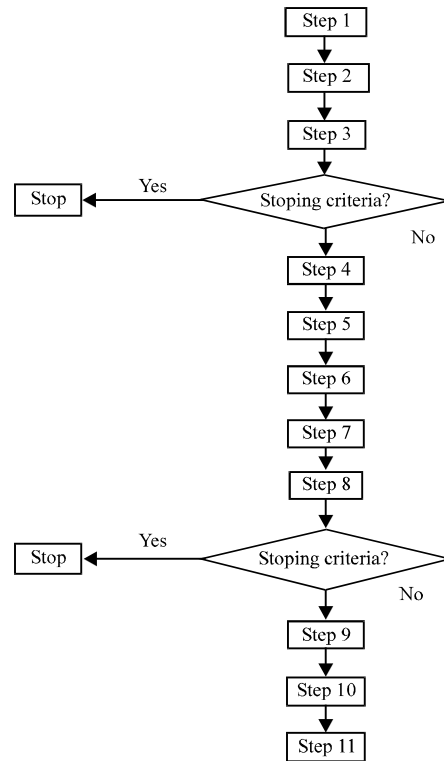 Step 1
Step 2
Step 3
Yes
Stop
Stoping criteria?
No
Step 4
Step 5
Step 6
Step 7
Step 8
Yes
Stop
Stoping criteria?
No
Step 9
Step 10
Step 11